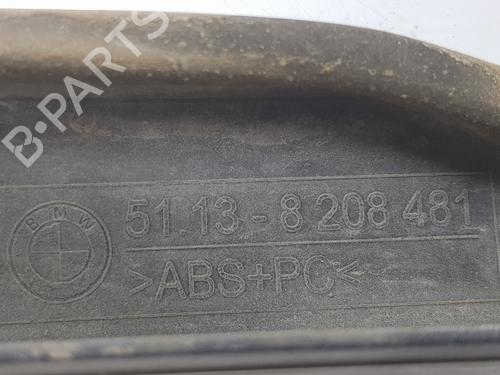 B-PARTS
BMW
51.13-8 208 481
>ABS+PC<